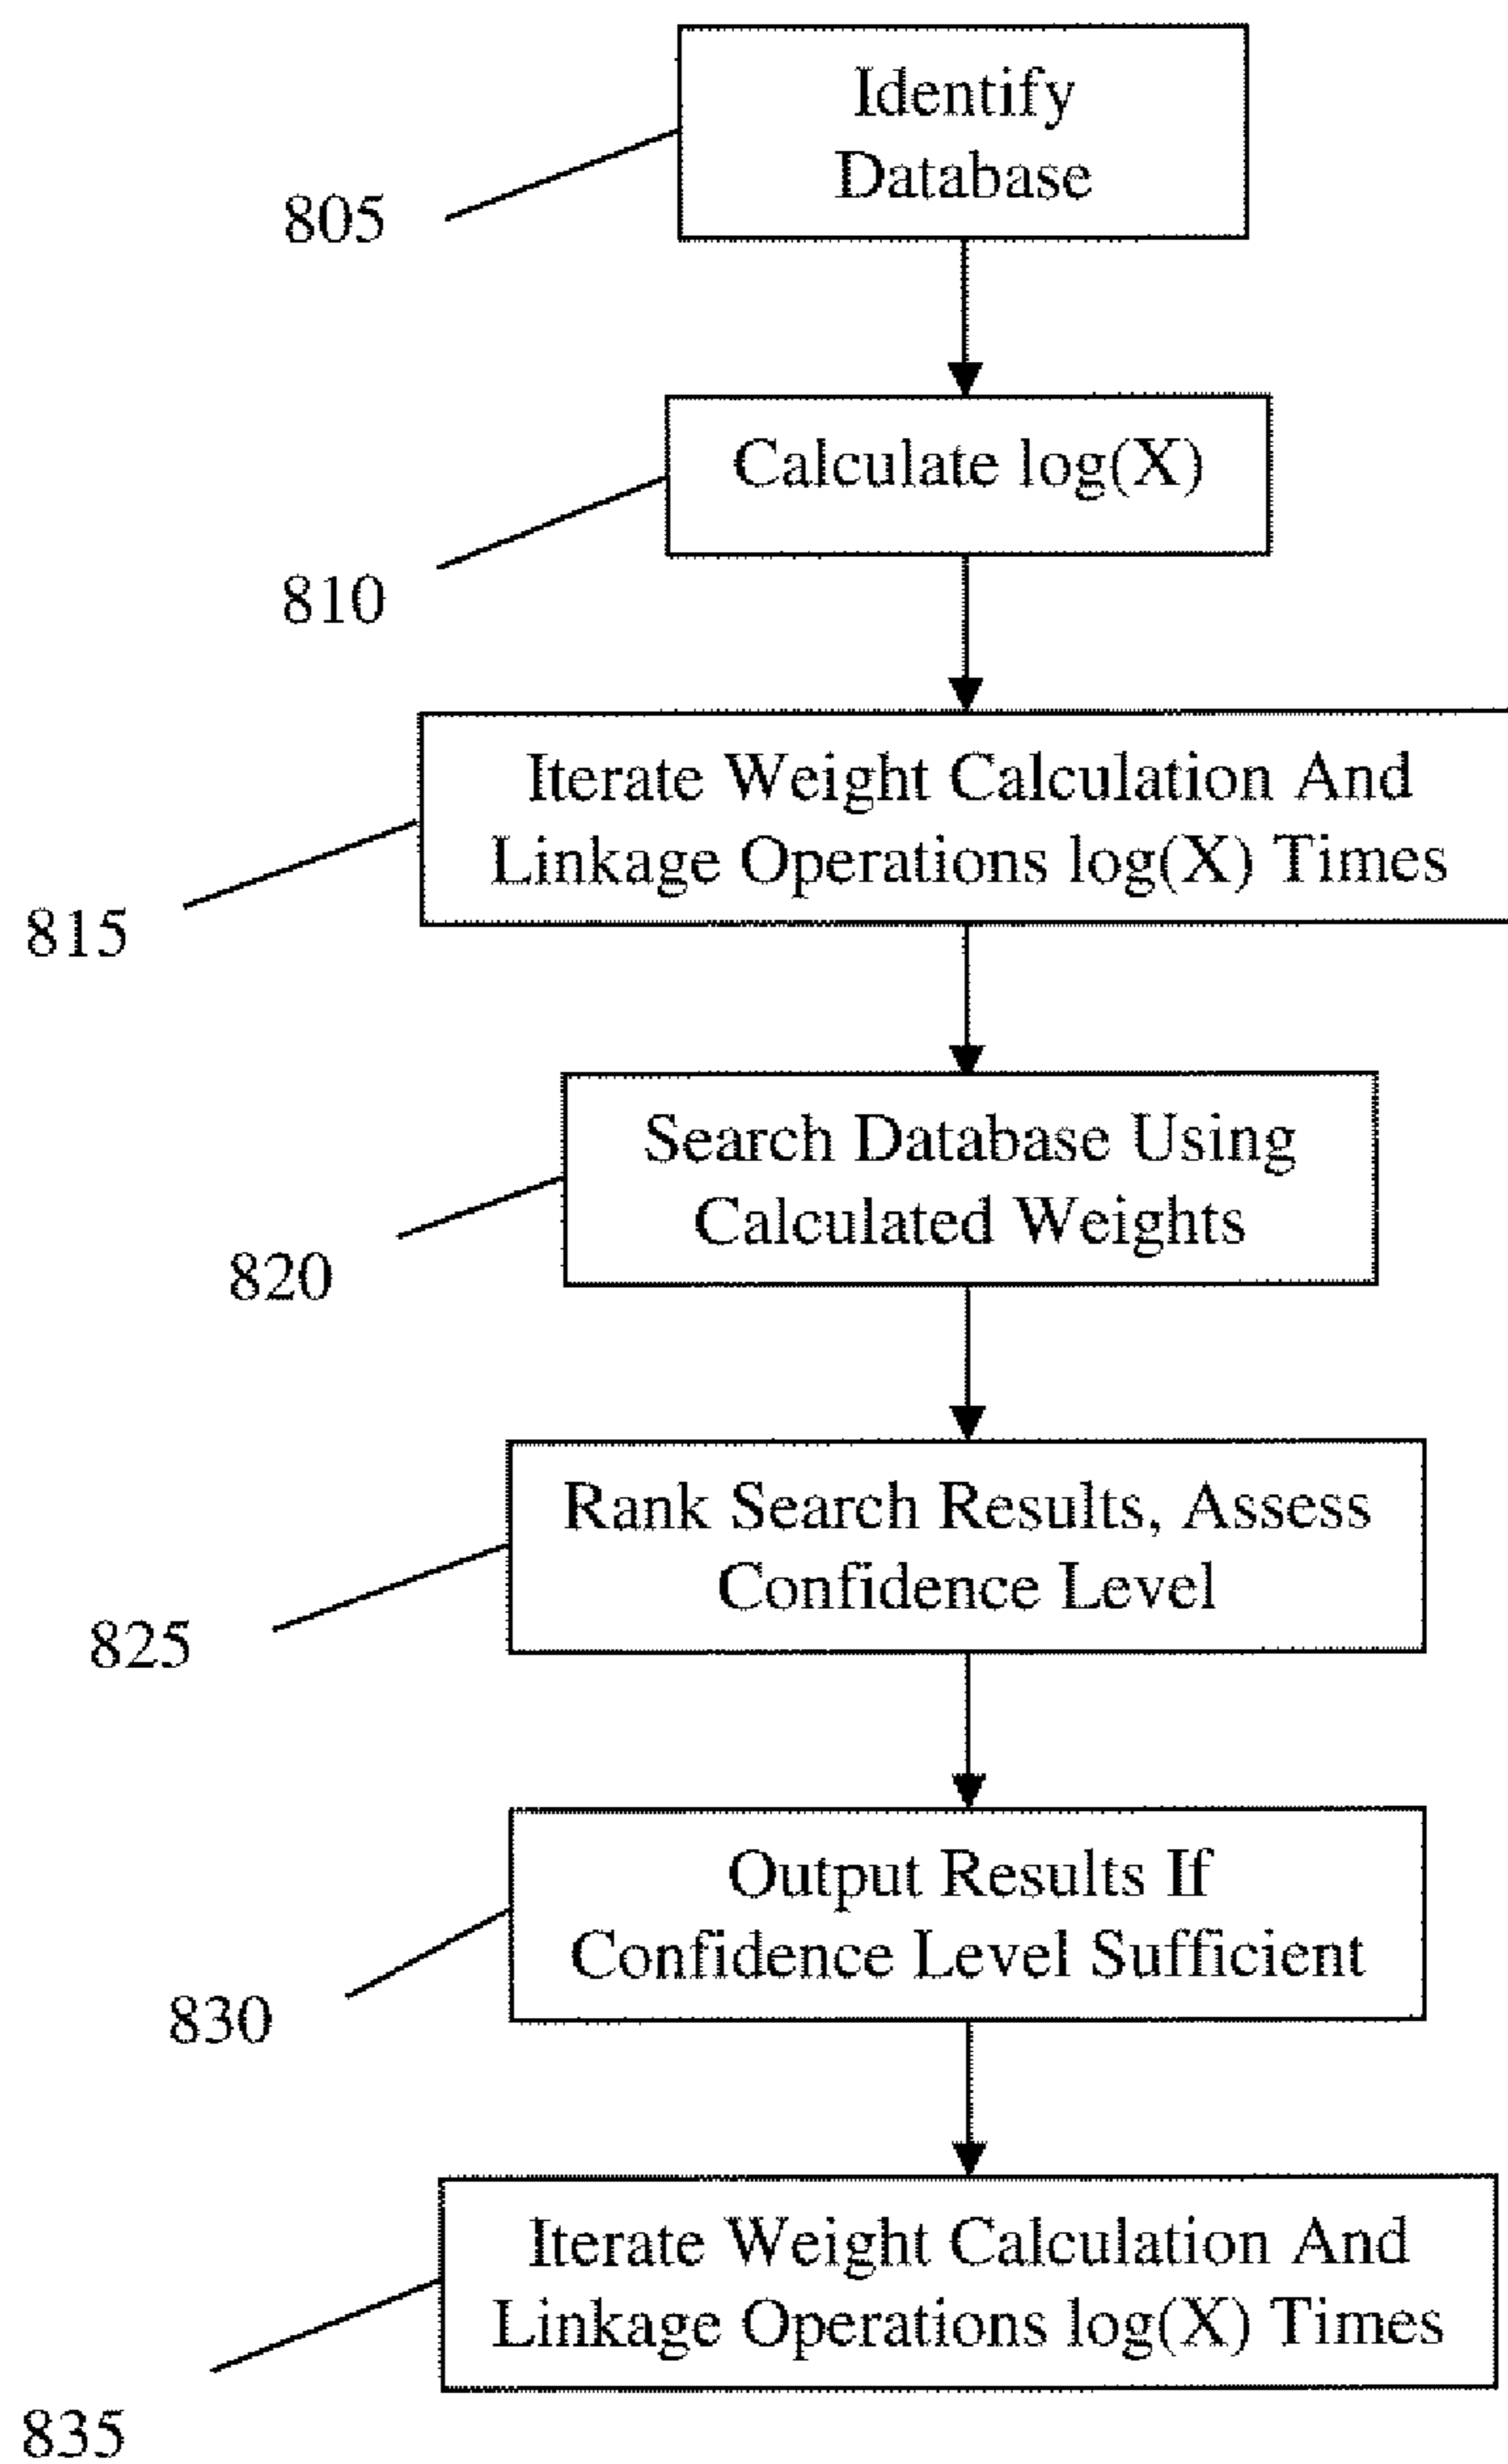 Identify
Database
805
Calculate log(X)
810
Iterate Weight Calculation And
Linkage Operations log(X) Times
815
Search Database Using
Calculated Weights
820
Rank Search Results, Assess
Confidence Level
825
Output Results If
Confidence Level Sufficient
830
Iterate Weight Calculation And
Linkage Operations log(X) Times
835